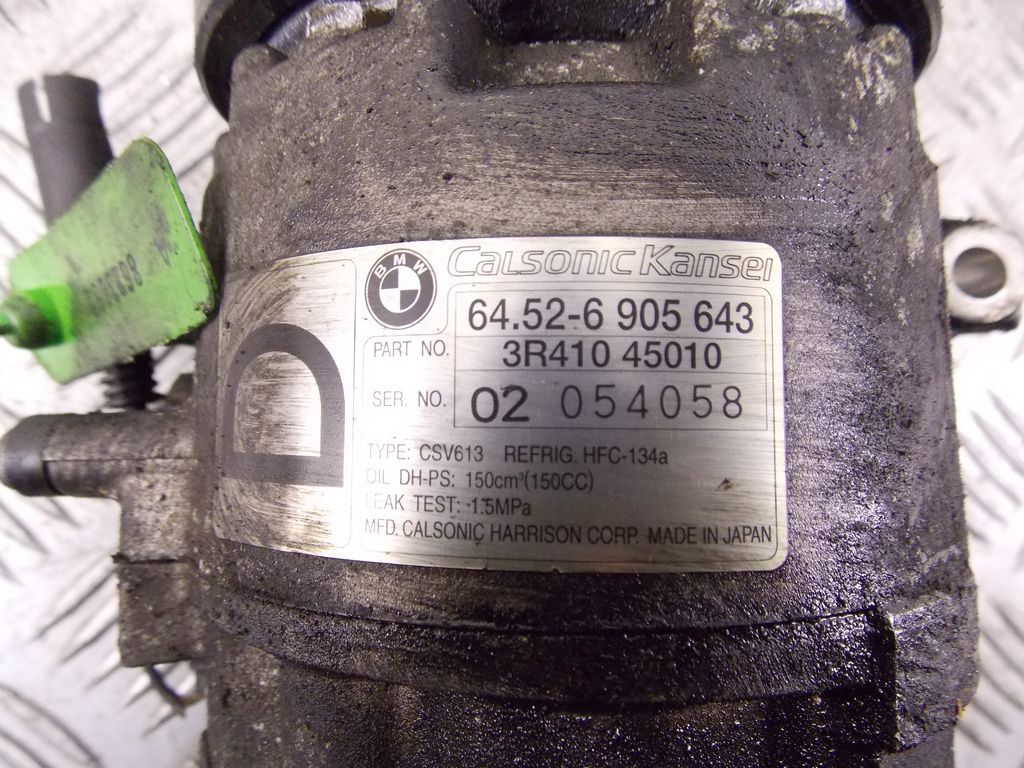 BMW
Calsonic Kansei
64.52-6 905 643
PART NO. 3R410 45010
SER. NO. 02 054058
D
TYPE: CSV613 REFRIG. HFC-134a
OIL DH-PS: 150cm³(150CC)
LEAK TEST: 1.5MPa
MFD. CALSONIC HARRISON CORP. MADE IN JAPAN